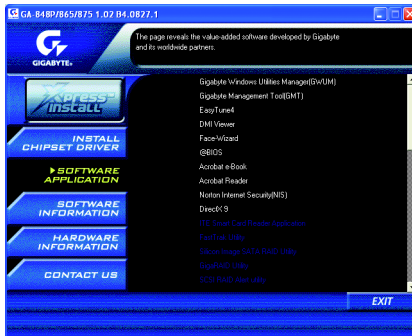 GA-848P/865/875 1.02 B4.0827.1
The page reveals the value-added software developed by Gigabyte
and its worldwide partners.
GIGABYTE
Xpress-
Install
INSTALL
CHIPSET DRIVER
SOFTWARE
APPLICATION
SOFTWARE
INFORMATION
HARDWARE
INFORMATION
CONTACT US
Gigabyte Windows Utilities Manager(GWUM)
Gigabyte Management Tool(GMT)
EasyTune4
DMI Viewer
Face-Wizard
@BIOS
Acrobat e-Book
Acrobat Reader
Norton Internet Security(NIS)
DirectX 9
EXIT